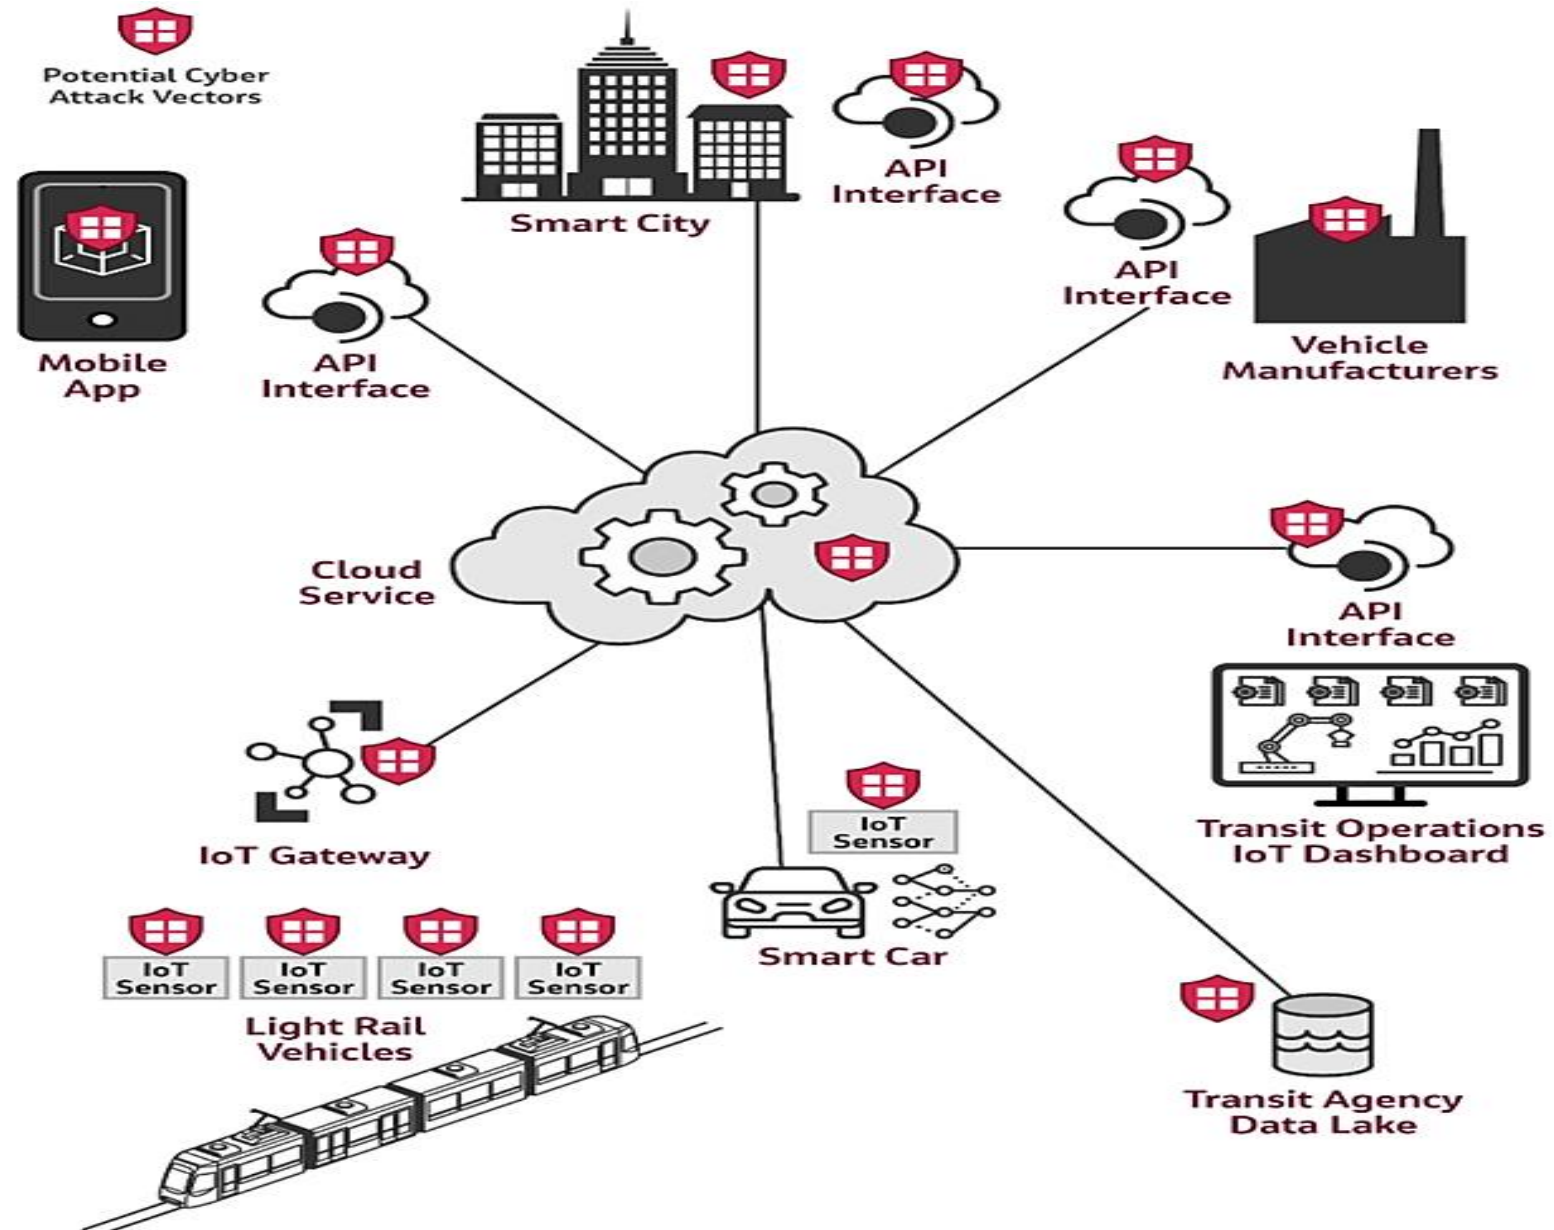 Potential Cyber
Attack Vectors
Smart City
API
Interface
API
Interface
Vehicle
Manufacturers
Mobile
App
API
Interface
Cloud
Service
API
Interface
Transit Operations
IoT Dashboard
IoT Gateway
IoT
Sensor
Smart Car
IoT
Sensor
IoT
Sensor
IoT
Sensor
IoT
Sensor
Light Rail
Vehicles
Transit Agency
Data Lake